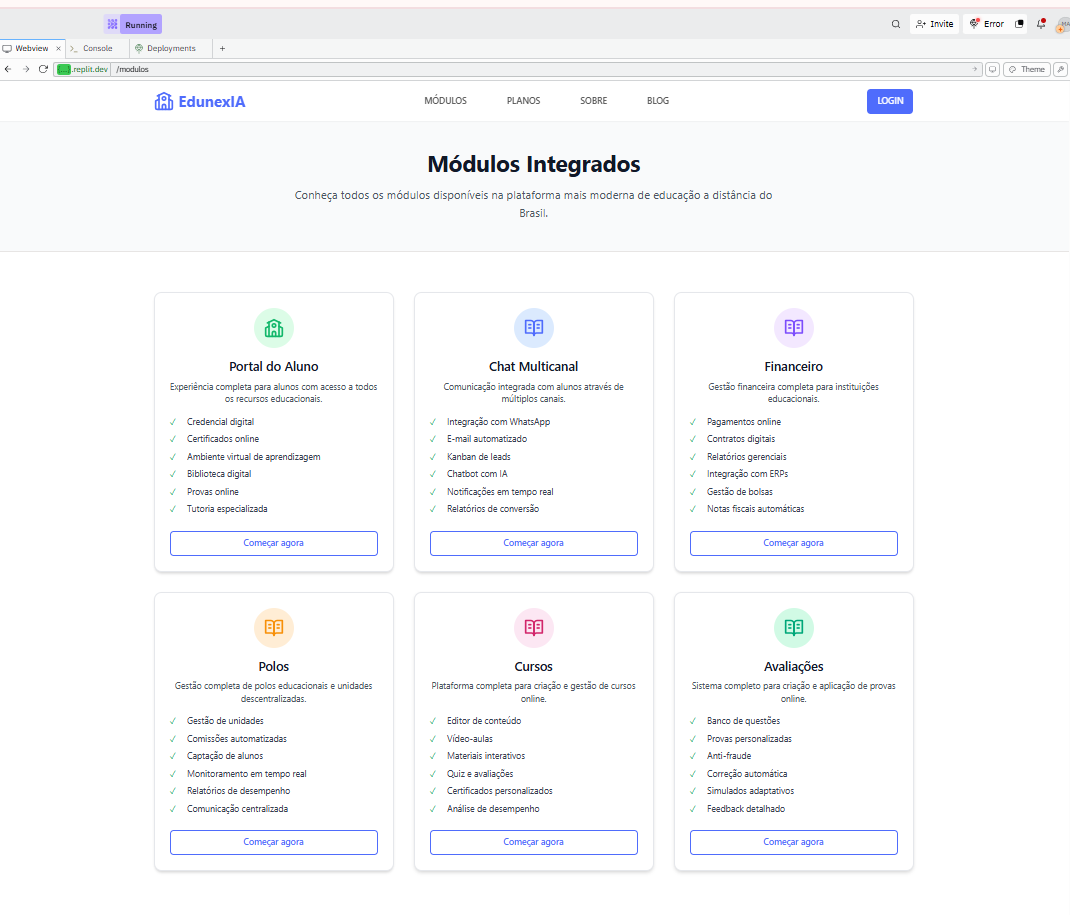 Running
Invite
Error
Webview
Console
Deployments
.replit.dev
/modulos
Theme
EdunexIA
MÓDULOS
PLANOS
SOBRE
BLOG
LOGIN
Módulos Integrados
Conheça todos os módulos disponíveis na plataforma mais moderna de educação a distância do
Brasil.
Portal do Aluno
Experiência completa para alunos com acesso a todos
os recursos educacionais.
Credencial digital
Certificados online
Ambiente virtual de aprendizagem
Biblioteca digital
Provas online
Tutoria especializada
Começar agora
Chat Multicanal
Comunicação integrada com alunos através de
múltiplos canais.
Integração com WhatsApp
E-mail automatizado
Kanban de leads
Chatbot com IA
Notificações em tempo real
Relatórios de conversão
Começar agora
Financeiro
Gestão financeira completa para instituições
educacionais.
Pagamentos online
Contratos digitais
Relatórios gerenciais
Integração com ERPs
Gestão de bolsas
Notas fiscais automáticas
Começar agora
Polos
Gestão completa de polos educacionais e unidades
descentralizadas.
Gestão de unidades
Comissões automatizadas
Captação de alunos
Monitoramento em tempo real
Relatórios de desempenho
Comunicação centralizada
Começar agora
Cursos
Plataforma completa para criação e gestão de cursos
online.
Editor de conteúdo
Vídeo-aulas
Materiais interativos
Quiz e avaliações
Certificados personalizados
Análise de desempenho
Começar agora
Avaliações
Sistema completo para criação e aplicação de provas
online.
Banco de questões
Provas personalizadas
Anti-fraude
Correção automática
Simulados adaptativos
Feedback detalhado
Começar agora